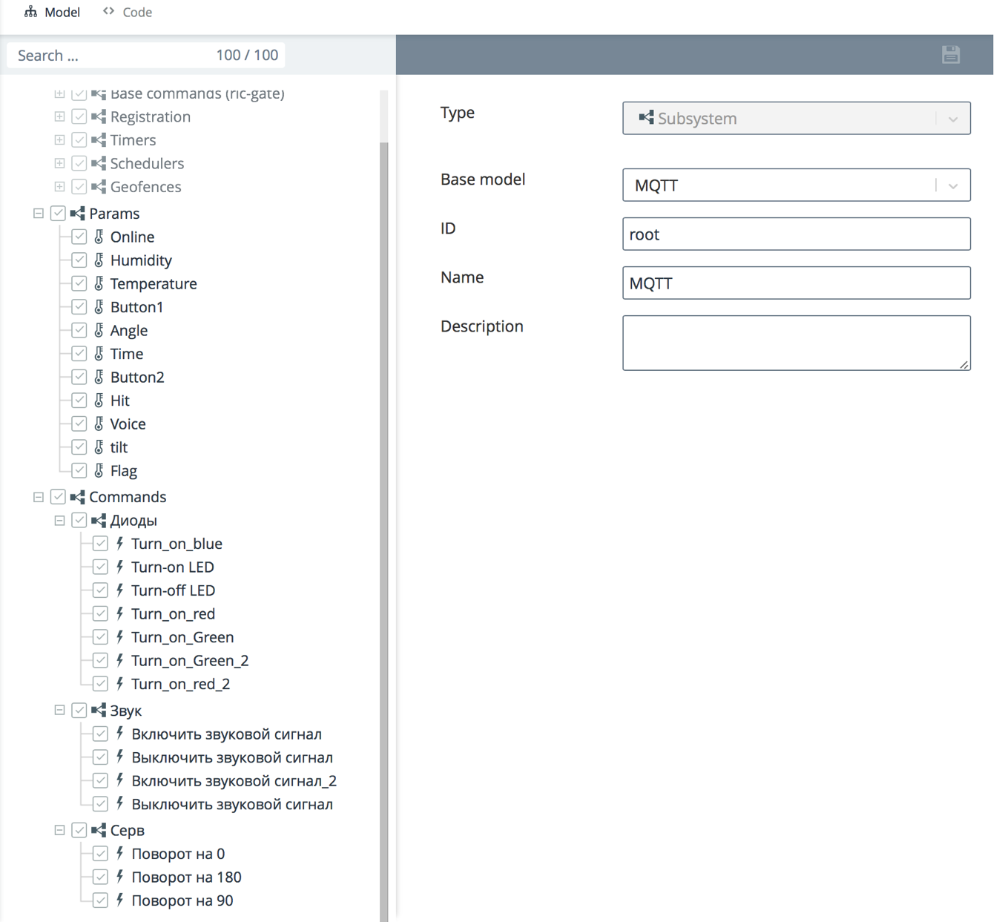 Model Code
Search ... 100 / 100
Base commands (ric-gate)
Registration
Timers
Schedulers
Geofences
Params
Online
Humidity
Temperature
Button1
Angle
Time
Button2
Hit
Voice
tilt
Flag
Commands
Диоды
Turn_on_blue
Turn-on LED
Turn-off LED
Turn_on_red
Turn_on_Green
Turn_on_Green_2
Turn_on_red_2
Звук
Включить звуковой сигнал
Выключить звуковой сигнал
Включить звуковой сигнал_2
Выключить звуковой сигнал
Серв
Поворот на 0
Поворот на 180
Поворот на 90
Type Subsystem
Base model MQTT
ID root
Name MQTT
Description